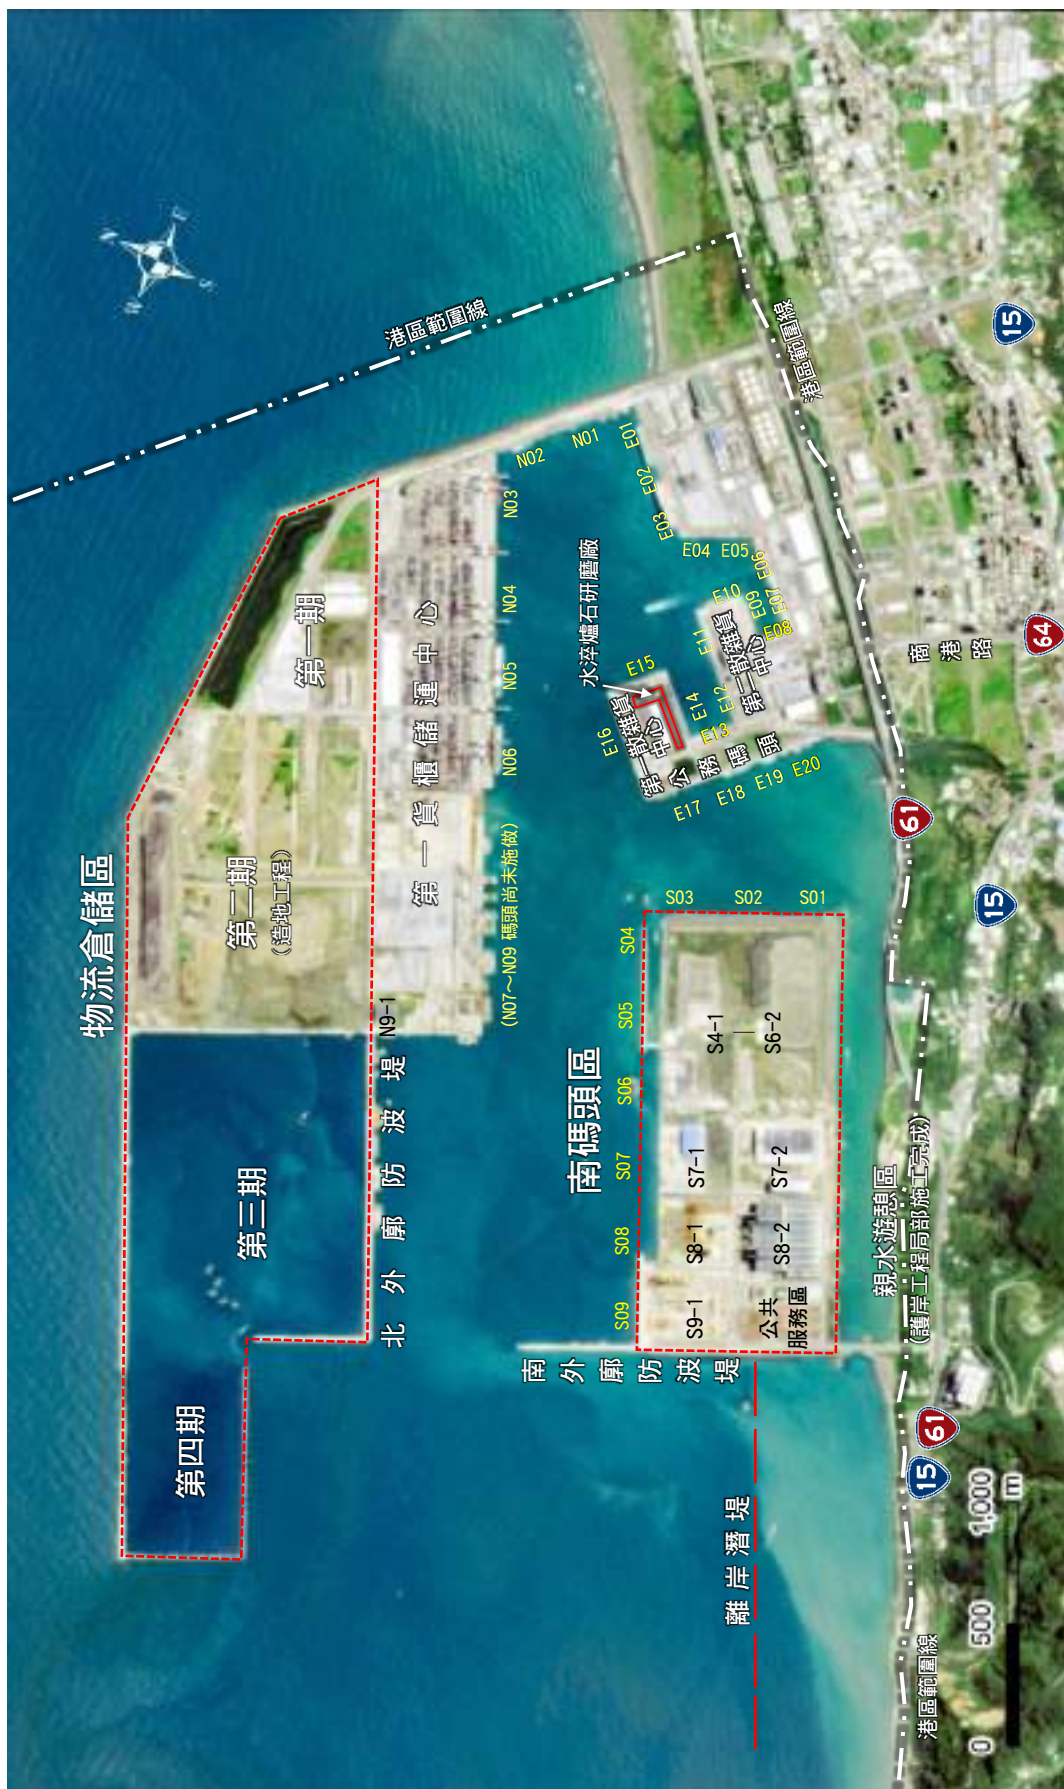 港區範圍線
物流倉儲區
第四期
第三期
第二期
(造地工程)
第一期
N9-1
北外廓防波堤
第一貨櫃儲運中心
(N07～N09 碼頭尚未施做)
N06
N05
N04
N03
N02
N01
E01
E02
E03
E04
E05
E06
E07
E08
E09
E10
E11
E12
E13
E14
E15
E16
水淬爐石研磨廠
第一散雜貨
中心
第二散雜貨
中心
公務碼頭
E17
E18
E19
E20
南外廓防波堤
南碼頭區
S09
S08
S07
S06
S05
S04
S03
S02
S01
S9-1
S8-1
S7-1
S4-1
S6-2
公共
服務區
S8-2
S7-2
離岸潛堤
親水遊憩區
(護岸工程局部施工完成)
港區範圍線
港區範圍線
商港路
15
61
15
61
64
15
0
500
1,000
m